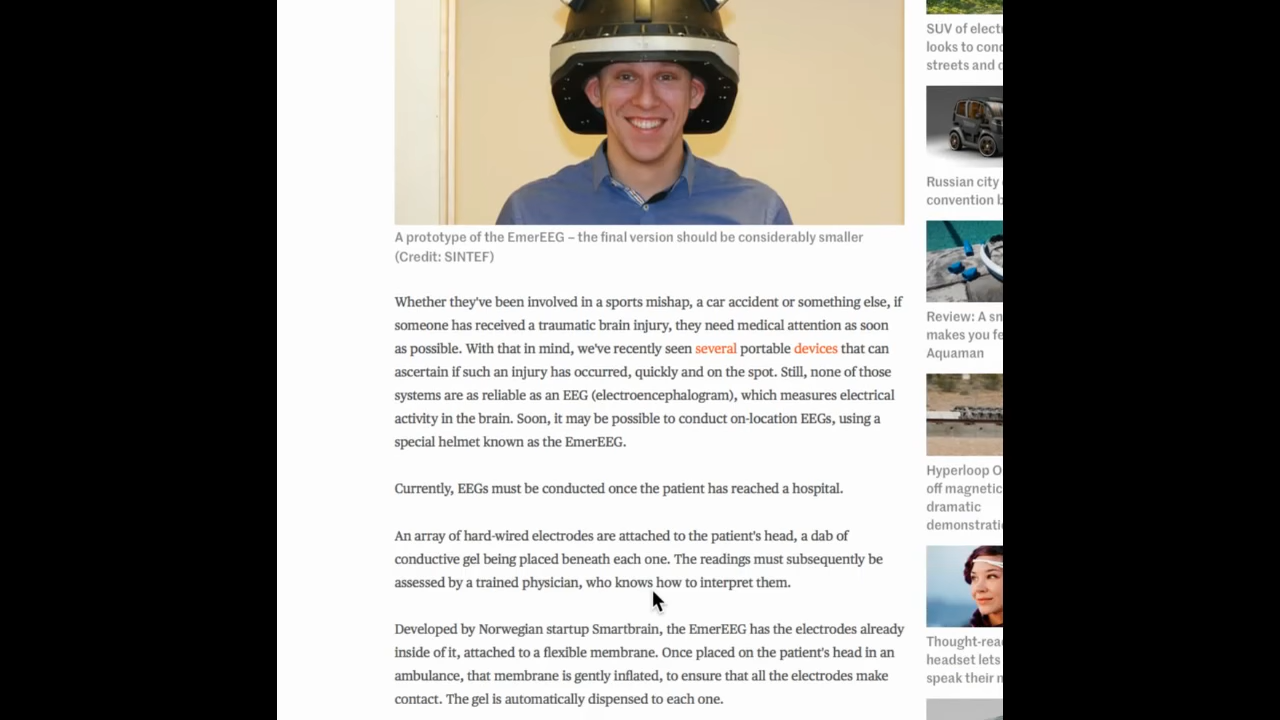 A prototype of the EmerEEG – the final version should be considerably smaller
(Credit: SINTEF)
Whether they've been involved in a sports mishap, a car accident or something else, if
someone has received a traumatic brain injury, they need medical attention as soon
as possible. With that in mind, we've recently seen several portable devices that can
ascertain if such an injury has occurred, quickly and on the spot. Still, none of those
systems are as reliable as an EEG (electroencephalogram), which measures electrical
activity in the brain. Soon, it may be possible to conduct on-location EEGs, using a
special helmet known as the EmerEEG.
Currently, EEGs must be conducted once the patient has reached a hospital.
An array of hard-wired electrodes are attached to the patient's head, a dab of
conductive gel being placed beneath each one. The readings must subsequently be
assessed by a trained physician, who knows how to interpret them.
Developed by Norwegian startup Smartbrain, the EmerEEG has the electrodes already
inside of it, attached to a flexible membrane. Once placed on the patient's head in an
ambulance, that membrane is gently inflated, to ensure that all the electrodes make
contact. The gel is automatically dispensed to each one.
SUV of
looks to
streets and
Russian city
convention
Review: A
makes you
Aquaman
Hyperloop
off magnetic
dramatic
headset lets
speak their